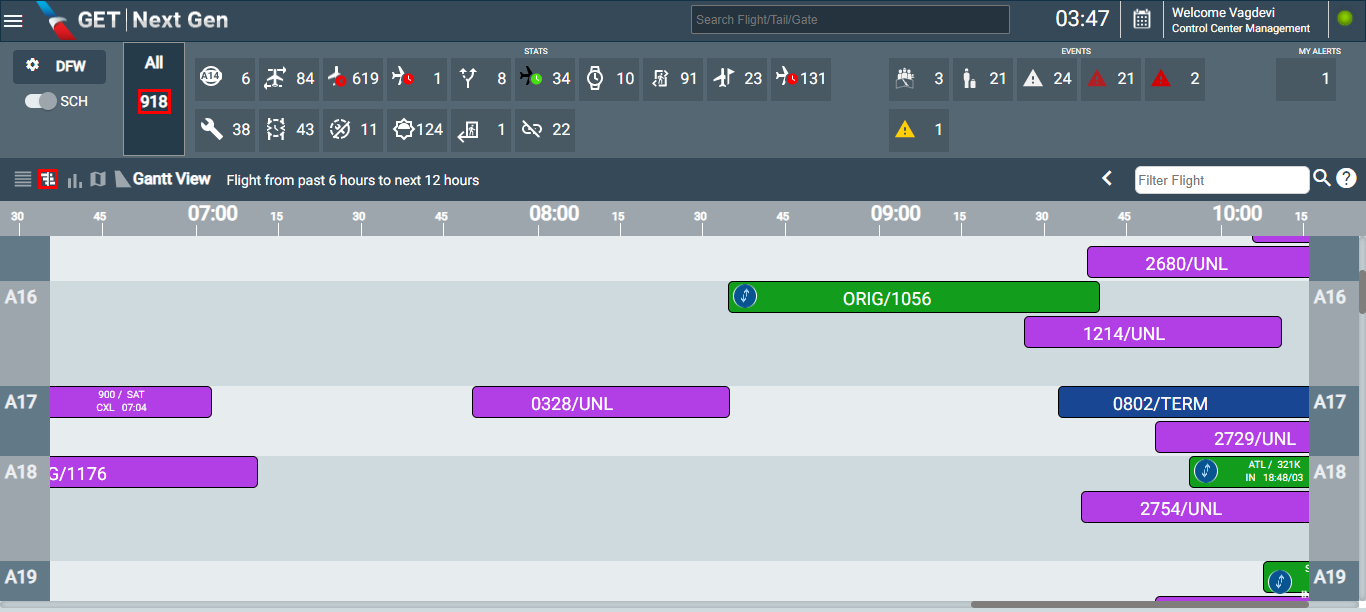 GET | Next Gen
Search Flight/Tail/Gate
03:47
Welcome Vagdevi
Control Center Management
STATS
EVENTS
MY ALERTS
DFW
All
SCH
918
A14 6 84 619 1 8 34 10 91 23 131
3 21 24 21 2
1
38 43 11 124 1 22
1
Gantt View
Flight from past 6 hours to next 12 hours
Filter Flight
?
30 45 07:00 15 30 45 08:00 15 30 45 09:00 15 30 45 10:00 15
2680/UNL
A16 ORIG/1056 A16
1214/UNL
A17 900 / SAT
CXL 07:04
0328/UNL 0802/TERM A17
2729/UNL
A18 G/1176
ATL / 321K
IN 18:48/03
A18
2754/UNL
A19 A19